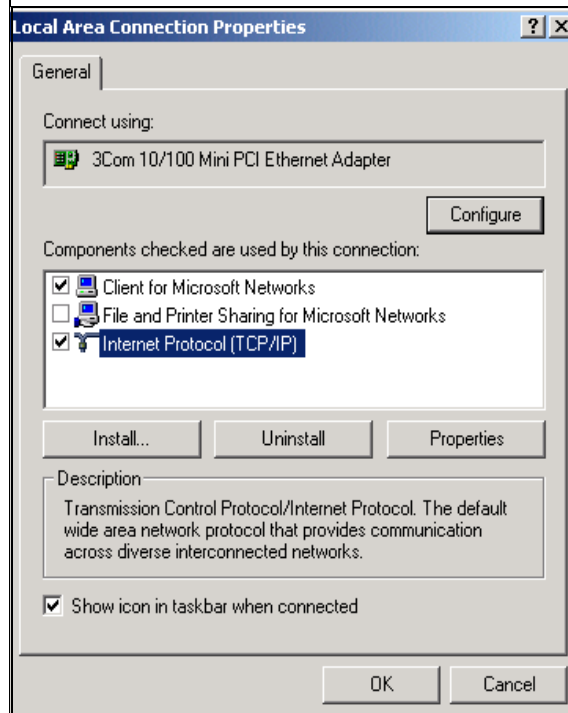 Local Area Connection Properties
General
Connect using:
3Com 10/100 Mini PCI Ethernet Adapter
Configure
Components checked are used by this connection:
Client for Microsoft Networks
File and Printer Sharing for Microsoft Networks
Internet Protocol (TCP/IP)
Install... Uninstall Properties
Description
Transmission Control Protocol/Internet Protocol. The default
wide area network protocol that provides communication
across diverse interconnected networks.
Show icon in taskbar when connected
OK Cancel